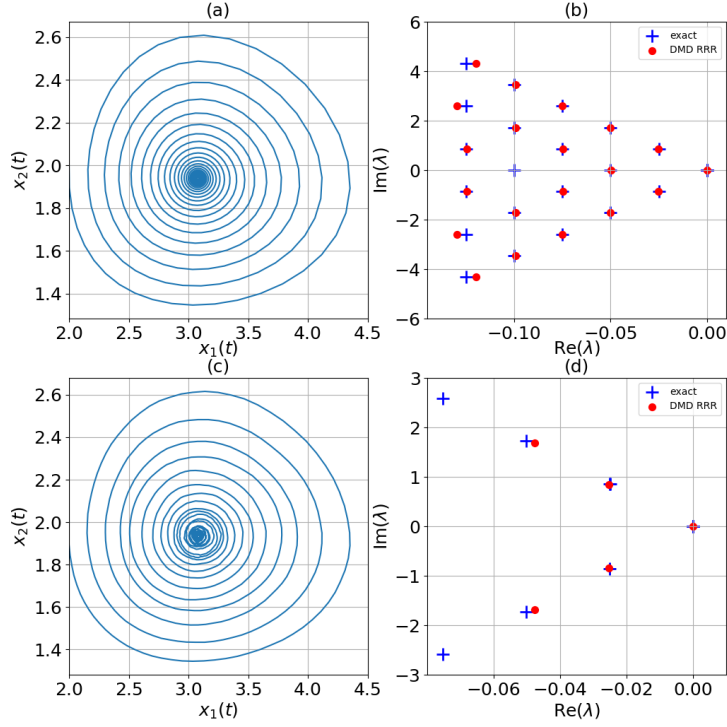 (a)
2.6
2.4
2.2
2.0
1.8
1.6
1.4
x₂(t)
2.0 2.5 3.0 3.5 4.0 4.5
x₁(t)
(b)
exact
DMD RRR
6
4
2
0
−2
−4
−6
Im(λ)
−0.10 −0.05 0.00
Re(λ)
(c)
2.6
2.4
2.2
2.0
1.8
1.6
1.4
x₂(t)
2.0 2.5 3.0 3.5 4.0 4.5
x₁(t)
(d)
exact
DMD RRR
3
2
1
0
−1
−2
−3
Im(λ)
−0.06 −0.04 −0.02 0.00
Re(λ)